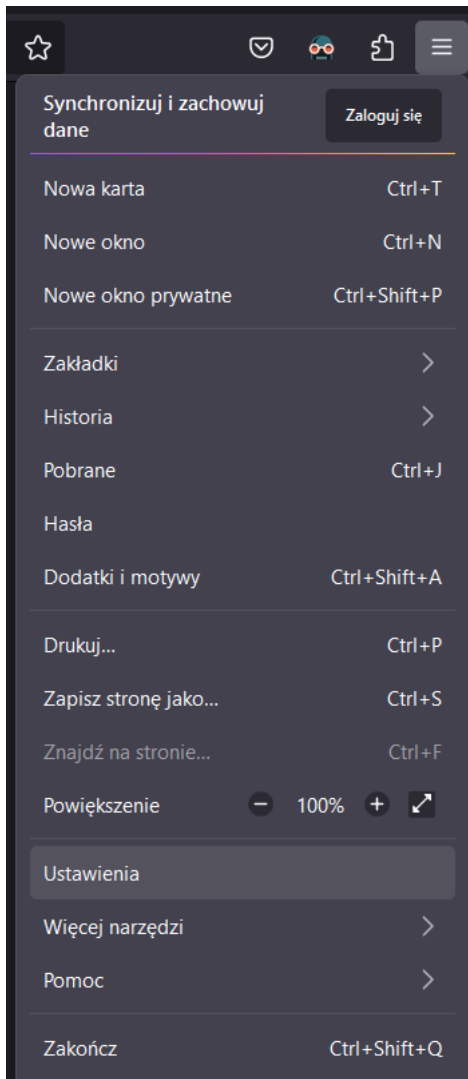 Synchronizuj i zachowuj
dane
Zaloguj się
Nowa karta Ctrl+T
Nowe okno Ctrl+N
Nowe okno prywatne Ctrl+Shift+P
Zakładki
Historia
Pobrane Ctrl+J
Hasła
Dodatki i motywy Ctrl+Shift+A
Drukuj... Ctrl+P
Zapisz stronę jako... Ctrl+S
Znajdź na stronie... Ctrl+F
Powiększenie 100%
Ustawienia
Więcej narzędzi
Pomoc
Zakończ Ctrl+Shift+Q